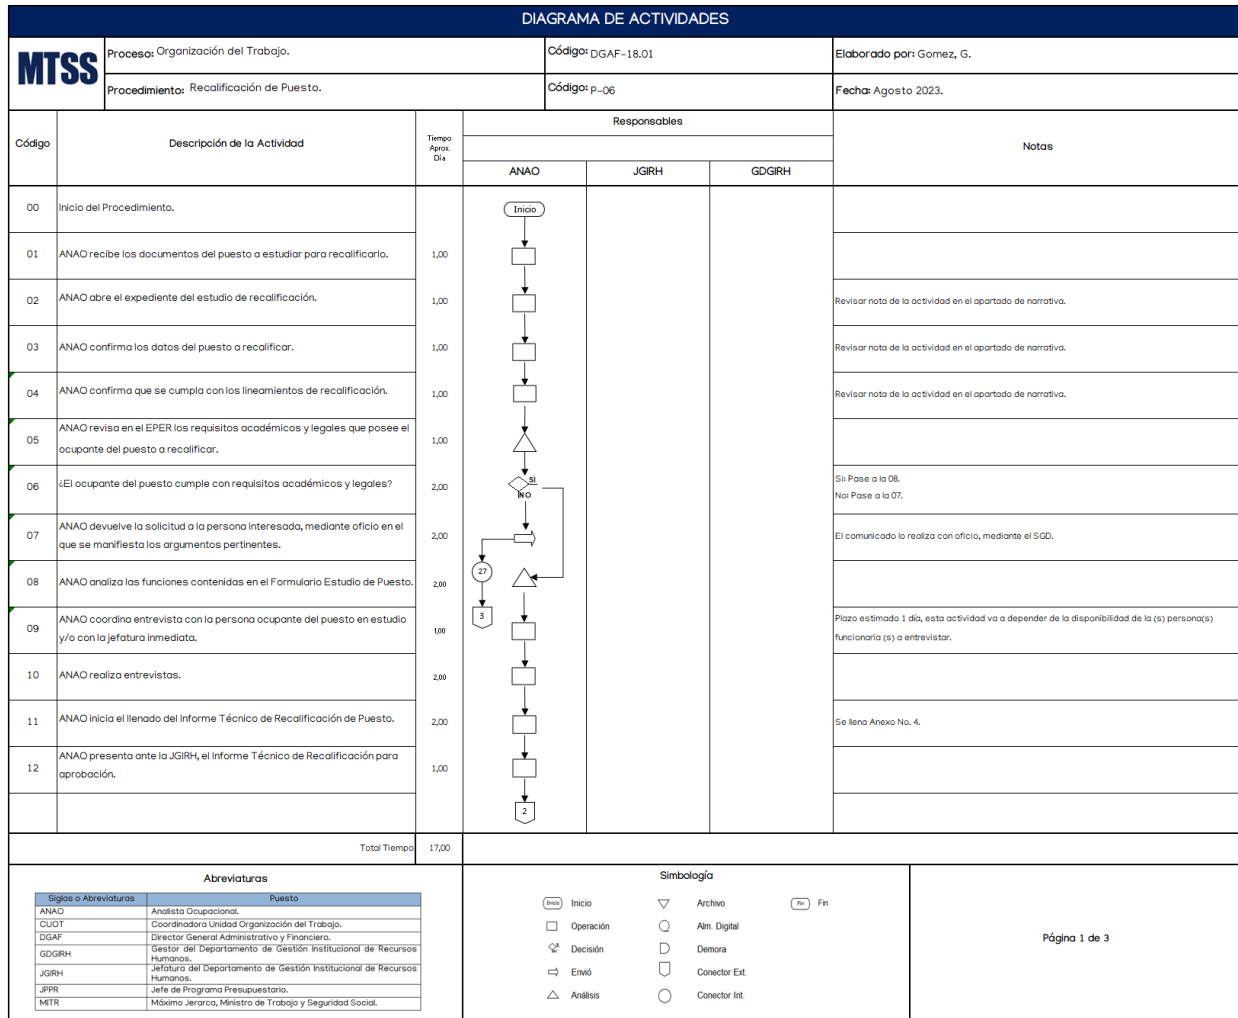 DIAGRAMA DE ACTIVIDADES
MTSS
Proceso: Organización del Trabajo.
Código: DGAF-18.01
Elaborado por: Gomez, G.
Procedimiento: Recalificación de Puesto.
Código: P-06
Fecha: Agosto 2023.
Código
Descripción de la Actividad
Tiempo
Aprox.
Día
Responsables
Notas
ANAO
JGIRH
GDGIRH
00
Inicio del Procedimiento.
Inicio
01
ANAO recibe los documentos del puesto a estudiar para recalificarlo.
1,00
02
ANAO abre el expediente del estudio de recalificación.
1,00
Revisar nota de la actividad en el apartado de narrativa.
03
ANAO confirma los datos del puesto a recalificar.
1,00
Revisar nota de la actividad en el apartado de narrativa.
04
ANAO confirma que se cumpla con los lineamientos de recalificación.
1,00
Revisar nota de la actividad en el apartado de narrativa.
05
ANAO revisa en el EPER los requisitos académicos y legales que posee el
ocupante del puesto a recalificar.
1,00
06
¿El ocupante del puesto cumple con requisitos académicos y legales?
2,00
SI
NO
Si: Pase a la 08.
No: Pase a la 07.
07
ANAO devuelve la solicitud a la persona interesada, mediante oficio en el
que se manifiesta los argumentos pertinentes.
2,00
El comunicado lo realiza con oficio, mediante el SGD.
08
ANAO analiza las funciones contenidas en el Formulario Estudio de Puesto.
2,00
27
09
ANAO coordina entrevista con la persona ocupante del puesto en estudio
y/o con la jefatura inmediata.
1,00
3
Plazo estimado 1 día, esta actividad va a depender de la disponibilidad de la (s) persona(s)
funcionaria (s) a entrevistar.
10
ANAO realiza entrevistas.
2,00
11
ANAO inicia el llenado del Informe Técnico de Recalificación de Puesto.
2,00
Se llena Anexo No. 4.
12
ANAO presenta ante la JGIRH, el Informe Técnico de Recalificación para
aprobación.
1,00
2
Total Tiempo
17,00
Abreviaturas
Siglas o Abreviaturas
Puesto
ANAO
Analista Ocupacional.
CUOT
Coordinadora Unidad Organización del Trabajo.
DGAF
Director General Administrativo y Financiero.
GDGIRH
Gestor del Departamento de Gestión Institucional de Recursos
Humanos.
JGIRH
Jefatura del Departamento de Gestión Institucional de Recursos
Humanos.
JPPR
Jefe de Programa Presupuestario.
MITR
Máximo Jerarca, Ministro de Trabajo y Seguridad Social.
Simbología
Inicio
Inicio
Archivo
Fin
Fin
Operación
Alm. Digital
Decisión
Demora
Envió
Conector Ext.
Análisis
Conector Int.
Página 1 de 3